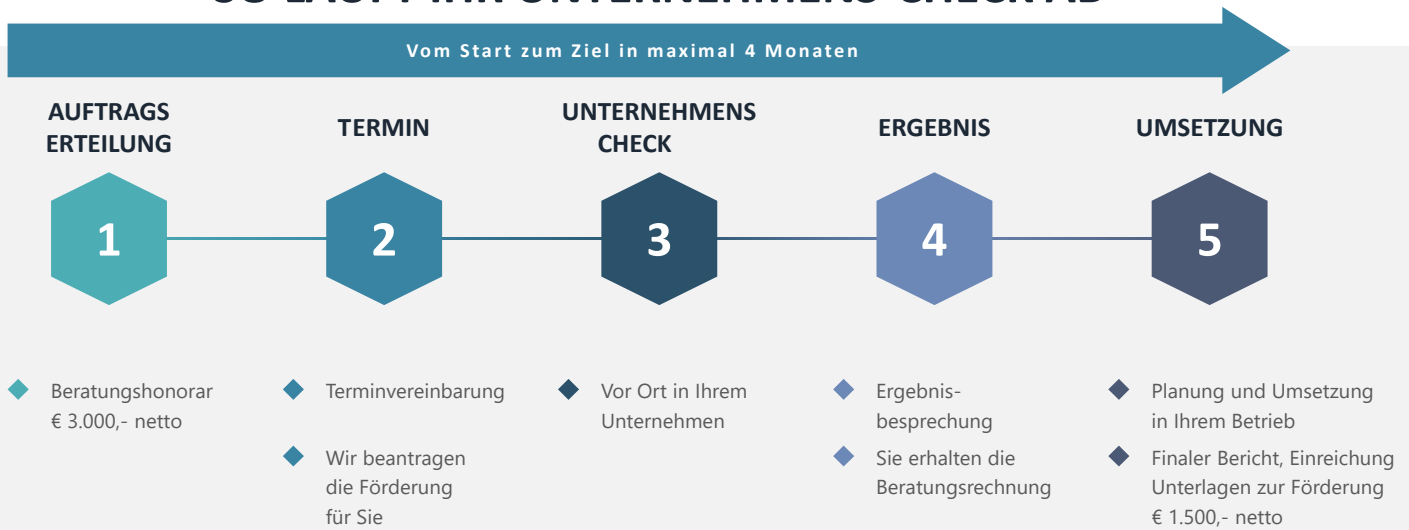 Vom Start zum Ziel in maximal 4 Monaten
AUFTRAGS
ERTEILUNG
TERMIN
UNTERNEHMENS
CHECK
ERGEBNIS
UMSETZUNG
1
2
3
4
5
Beratungshonorar
€ 3.000,- netto
Terminvereinbarung
Wir beantragen
die Förderung
für Sie
Vor Ort in Ihrem
Unternehmen
Ergebnis-
besprechung
Sie erhalten die
Beratungsrechnung
Planung und Umsetzung
in Ihrem Betrieb
Finaler Bericht, Einreichung
Unterlagen zur Förderung
€ 1.500,- netto